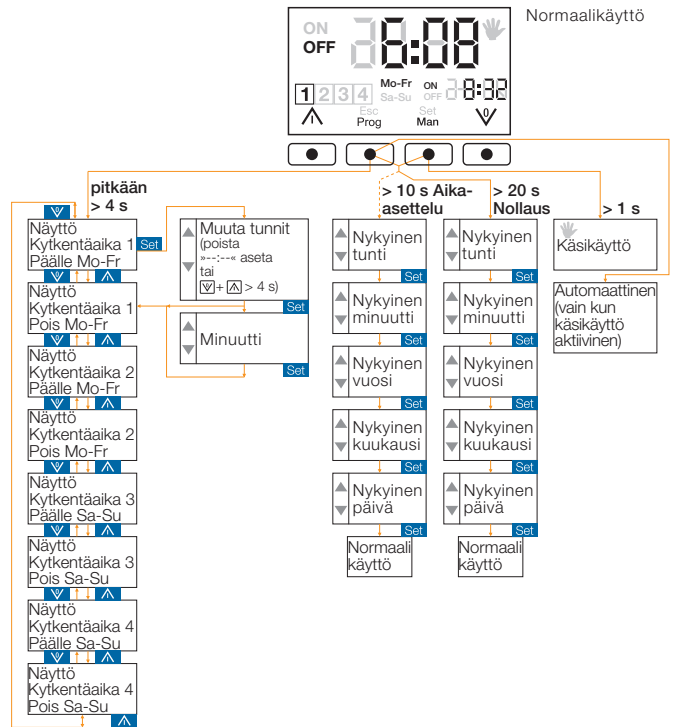 Normaalikäyttö
ON
OFF
6:08
1 2 3 4
Mo-Fr
Sa-Su
ON
OFF
8:32
Esc
Prog
Set
Man
pitkään
> 4 s
> 10 s Aika-
asettelu
> 20 s
Nollaus
> 1 s
Näyttö
Kytkentäaika 1
Päälle Mo-Fr
Set
Näyttö
Kytkentäaika 1
Pois Mo-Fr
Näyttö
Kytkentäaika 2
Päälle Mo-Fr
Näyttö
Kytkentäaika 2
Pois Mo-Fr
Näyttö
Kytkentäaika 3
Päälle Sa-Su
Näyttö
Kytkentäaika 3
Pois Sa-Su
Näyttö
Kytkentäaika 4
Päälle Sa-Su
Näyttö
Kytkentäaika 4
Pois Sa-Su
Muuta tunnit
(poista
»--:--« aseta
tai
+ > 4 s)
Set
Minuutti
Set
Nykyinen
tunti
Set
Nykyinen
minuutti
Set
Nykyinen
vuosi
Set
Nykyinen
kuukausi
Set
Nykyinen
päivä
Set
Normaali
käyttö
Nykyinen
tunti
Set
Nykyinen
minuutti
Set
Nykyinen
vuosi
Set
Nykyinen
kuukausi
Set
Nykyinen
päivä
Set
Normaali
käyttö
Käsikäyttö
Automaattinen
(vain kun
käsikäyttö
aktiivinen)